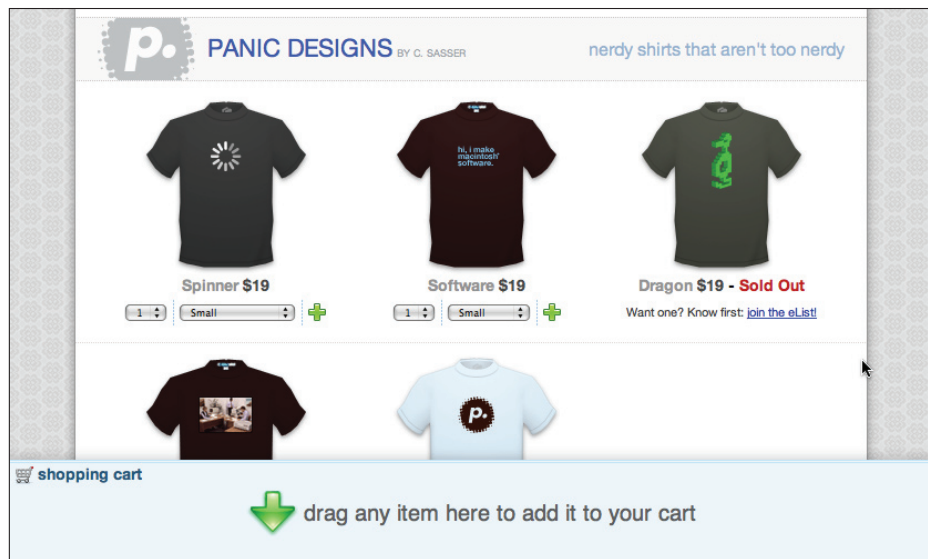 p. PANIC DESIGNS BY C. SASSER nerdy shirts that aren't too nerdy
hi, i make
macintosh'
software.
Spinner $19
Software $19
Dragon $19 - Sold Out
1 Small
1 Small
Want one? Know first: join the eList!
p.
shopping cart
drag any item here to add it to your cart